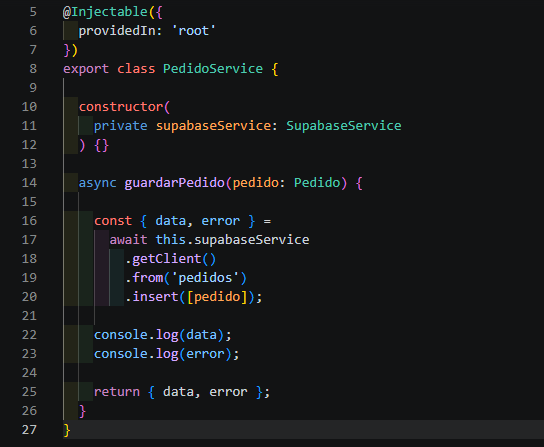 5 @Injectable({
6   providedIn: 'root'
7 })
8 export class PedidoService {
9
10   constructor(
11     private supabaseService: SupabaseService
12   ) {}
13
14   async guardarPedido(pedido: Pedido) {
15
16     const { data, error } =
17       await this.supabaseService
18         .getClient()
19         .from('pedidos')
20         .insert([pedido]);
21
22     console.log(data);
23     console.log(error);
24
25     return { data, error };
26   }
27 }